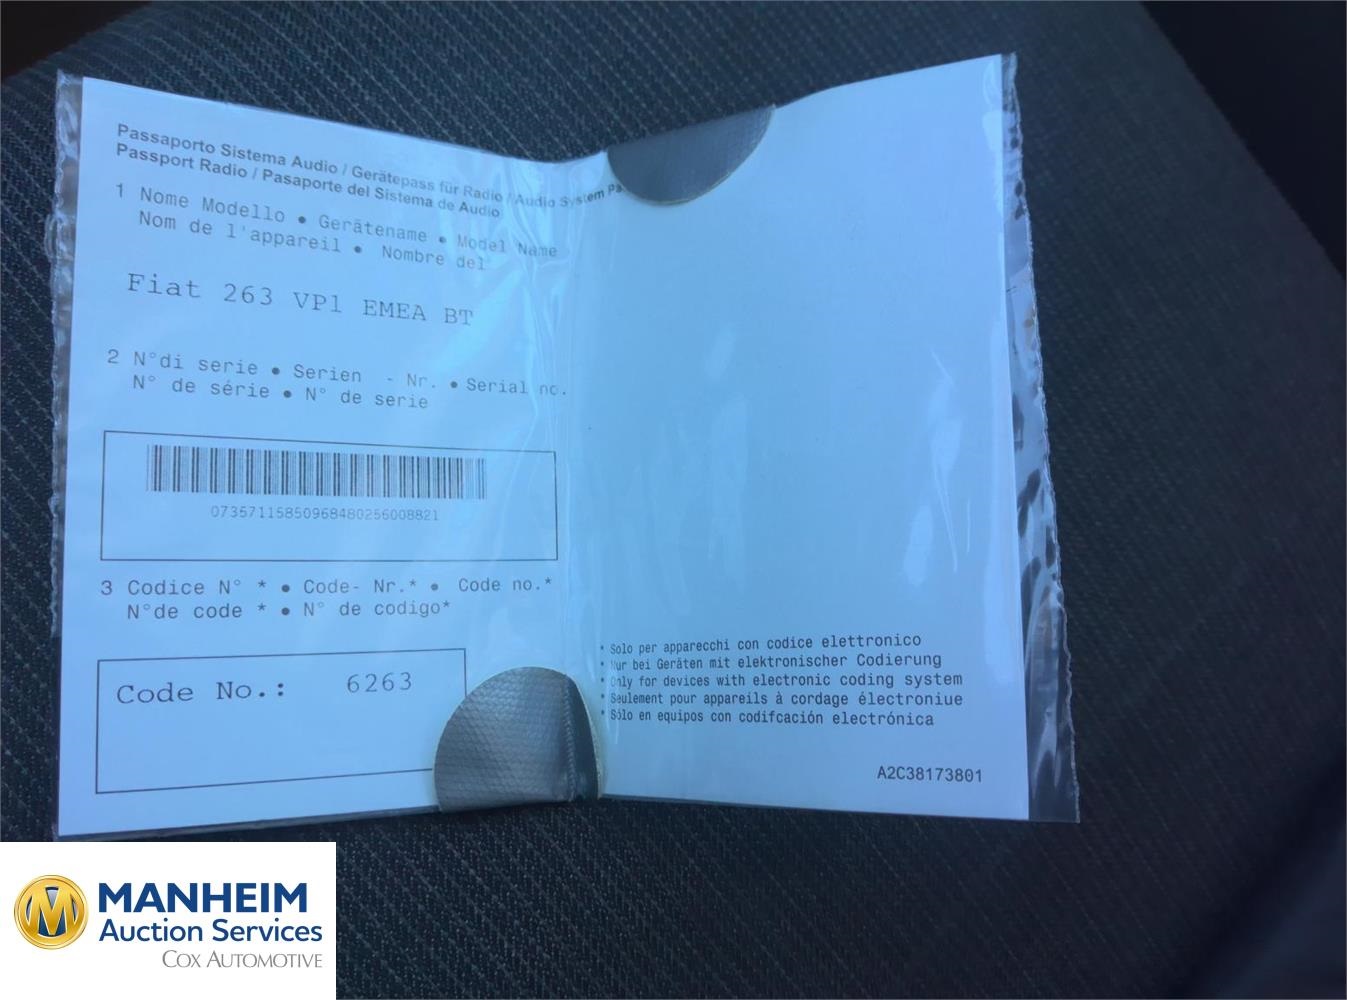 Passaporto Sistema Audio / Gerätepass für Radio / Audio System
Passport Radio / Pasaporte del Sistema de Audio
1 Nome Modello • Gerätename • Model Name
Nom de l'appareil • Nombre del
Fiat 263 VP1 EMEA BT
2 N°di serie • Serien - Nr. • Serial no.
N° de série • N° de serie
07357115850968480256008821
3 Codice N° * • Code- Nr.* • Code no.*
N°de code * • N° de codigo*
Code No.: 6263
* Solo per apparecchi con codice elettronico
* Nur bei Geräten mit elektronischer Codierung
* Only for devices with electronic coding system
* Seulement pour appareils à cordage électroniue
* Sólo en equipos con codifcación electrónica
A2C38173801
MANHEIM
Auction Services
COX AUTOMOTIVE